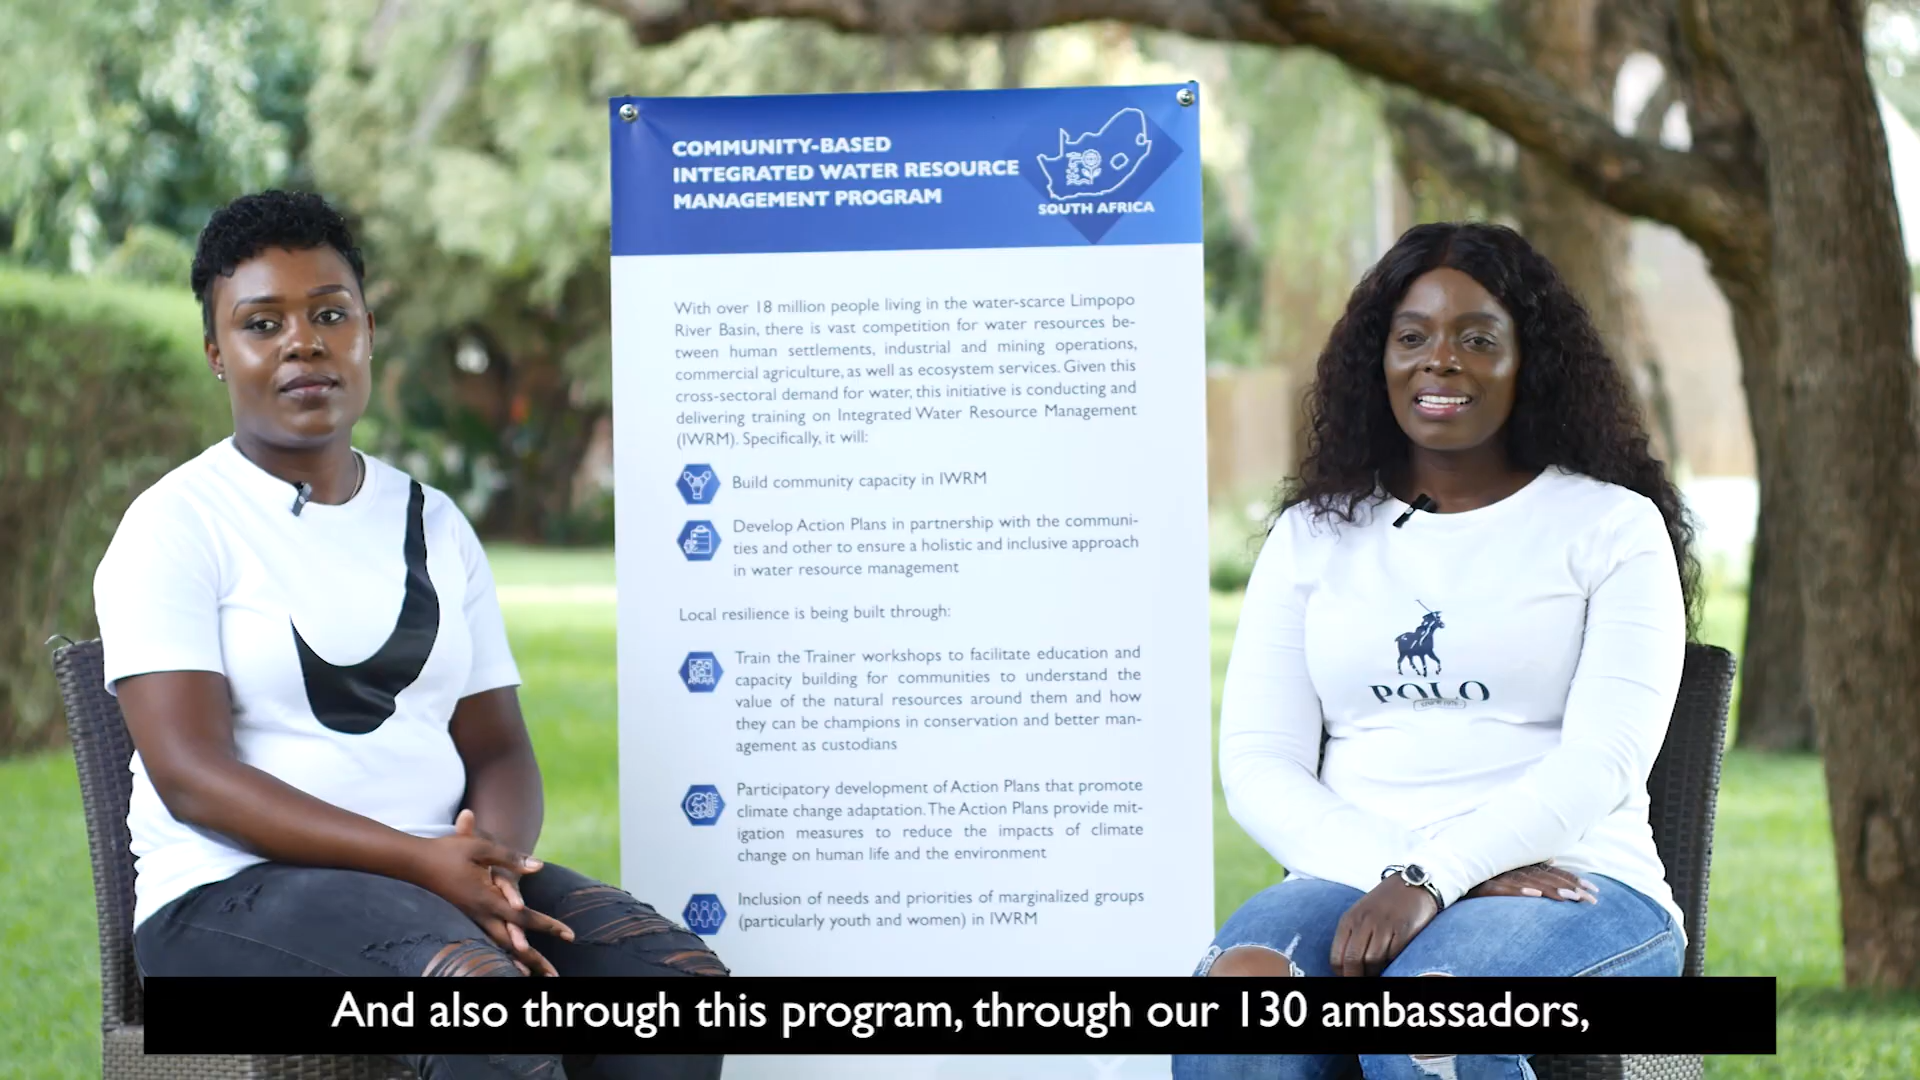 COMMUNITY-BASED
INTEGRATED WATER RESOURCE
MANAGEMENT PROGRAM
SOUTH AFRICA
With over 18 million people living in the water-scarce Limpopo
River Basin, there is vast competition for water resources be-
tween human settlements, industrial and mining operations,
commercial agriculture, as well as ecosystem services. Given this
cross-sectoral demand for water, this initiative is conducting and
delivering training on Integrated Water Resource Management
(IWRM). Specifically, it will:
Build community capacity in IWRM
Develop Action Plans in partnership with the communi-
ties and other to ensure a holistic and inclusive approach
in water resource management
Local resilience is being built through:
Train the Trainer workshops to facilitate education and
capacity building for communities to understand the
value of the natural resources around them and how
they can be champions in conservation and better man-
agement as custodians
Participatory development of Action Plans that promote
climate change adaptation. The Action Plans provide mit-
igation measures to reduce the impacts of climate
change on human life and the environment
Inclusion of needs and priorities of marginalized groups
(particularly youth and women) in IWRM
POLO
And also through this program, through our 130 ambassadors,